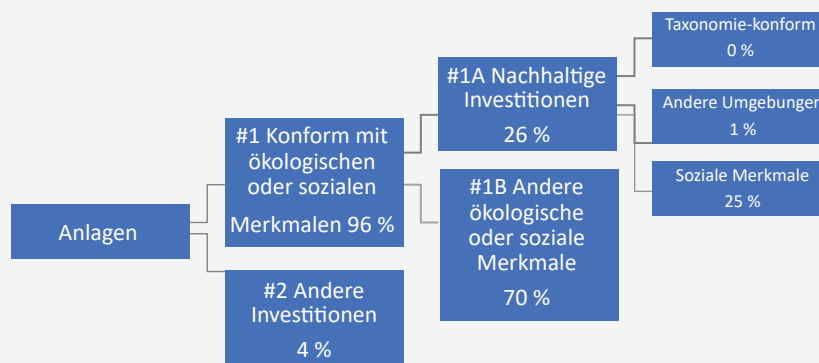 Anlagen
#1 Konform mit
ökologischen
oder sozialen
Merkmalen 96 %
#2 Andere
Investitionen
4 %
#1A Nachhaltige
Investitionen
26 %
#1B Andere
ökologische
oder soziale
Merkmale
70 %
Taxonomie-konform
0 %
Andere Umgebungen
1 %
Soziale Merkmale
25 %